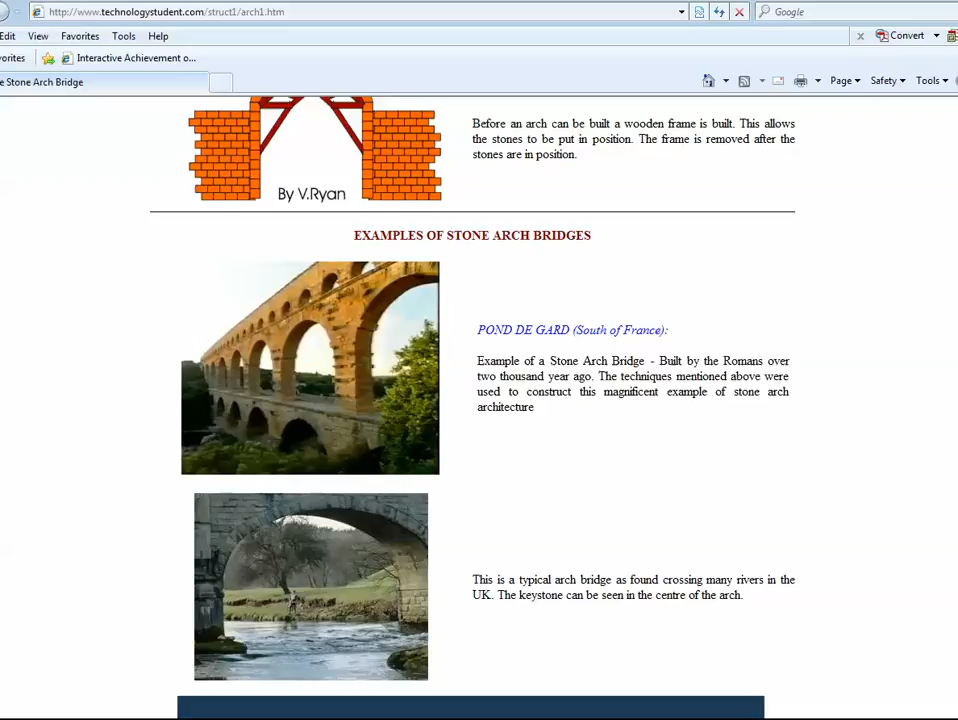 http://www.technologystudent.com/struct1/arch1.htm
Google
Edit View Favorites Tools Help
Convert
vorites Interactive Achievement o...
e Stone Arch Bridge
Page Safety Tools
Before an arch can be built a wooden frame is built. This allows
the stones to be put in position. The frame is removed after the
stones are in position.
By V.Ryan
EXAMPLES OF STONE ARCH BRIDGES
POND DE GARD (South of France):
Example of a Stone Arch Bridge - Built by the Romans over
two thousand year ago. The techniques mentioned above were
used to construct this magnificent example of stone arch
architecture
This is a typical arch bridge as found crossing many rivers in the
UK. The keystone can be seen in the centre of the arch.